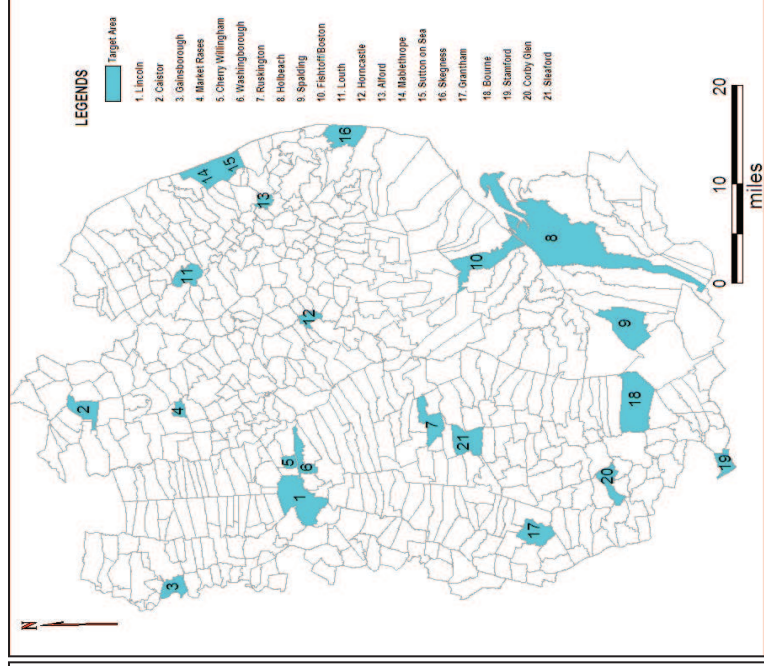 LEGENDS
Target Area
1. Lincoln
2. Caistor
3. Gainsborough
4. Market Rases
5. Cherry Willingham
6. Washingborough
7. Ruskington
8. Holbeach
9. Spalding
10. Fishtoff/Boston
11. Louth
12. Horncastle
13. Alford
14. Mablethrope
15. Sutton on Sea
16. Skegness
17. Grantham
18. Bourne
19. Stamford
20. Corby Glen
21. Sleaford
N
2
3
4
11
14
15
13
16
12
5
6
1
7
21
10
8
9
18
17
20
19
0 10 20
miles